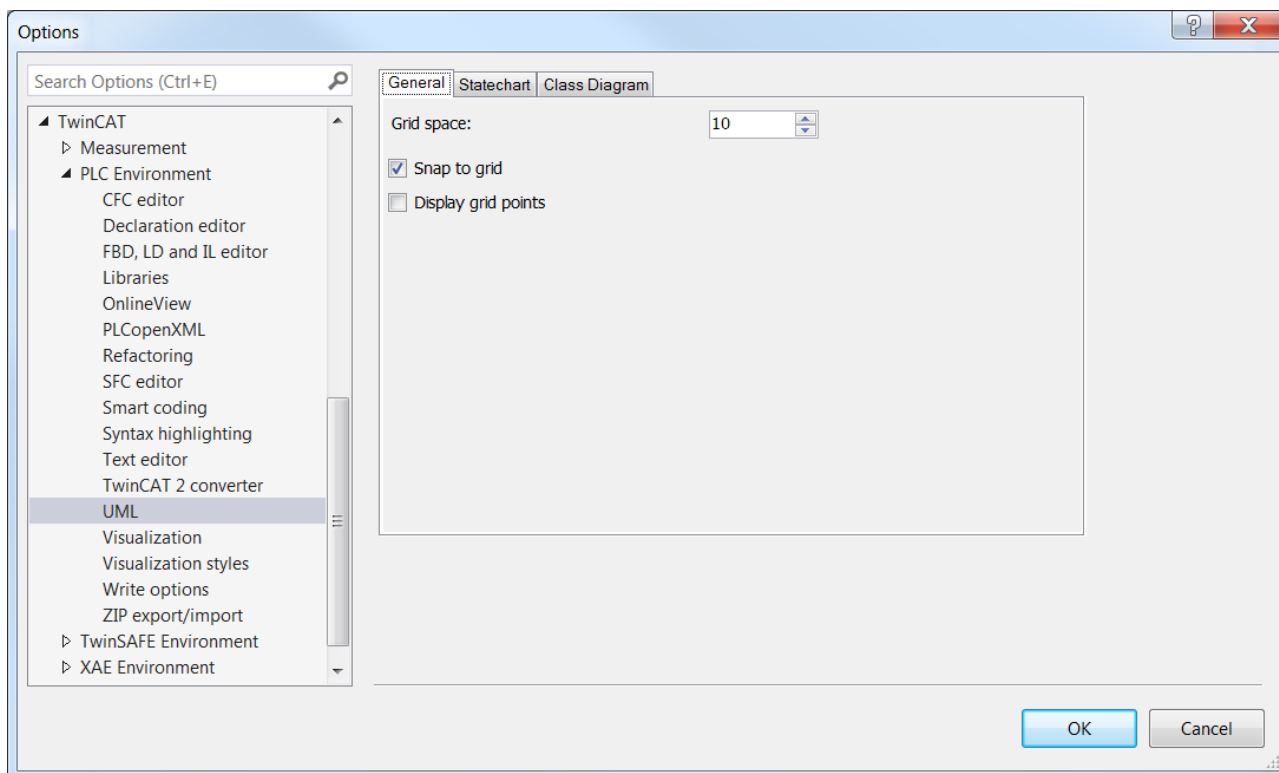 Options
Search Options (Ctrl+E)
TwinCAT
Measurement
PLC Environment
CFC editor
Declaration editor
FBD, LD and IL editor
Libraries
OnlineView
PLCopenXML
Refactoring
SFC editor
Smart coding
Syntax highlighting
Text editor
TwinCAT 2 converter
UML
Visualization
Visualization styles
Write options
ZIP export/import
TwinSAFE Environment
XAE Environment
General Statechart Class Diagram
Grid space: 10
Snap to grid
Display grid points
OK Cancel